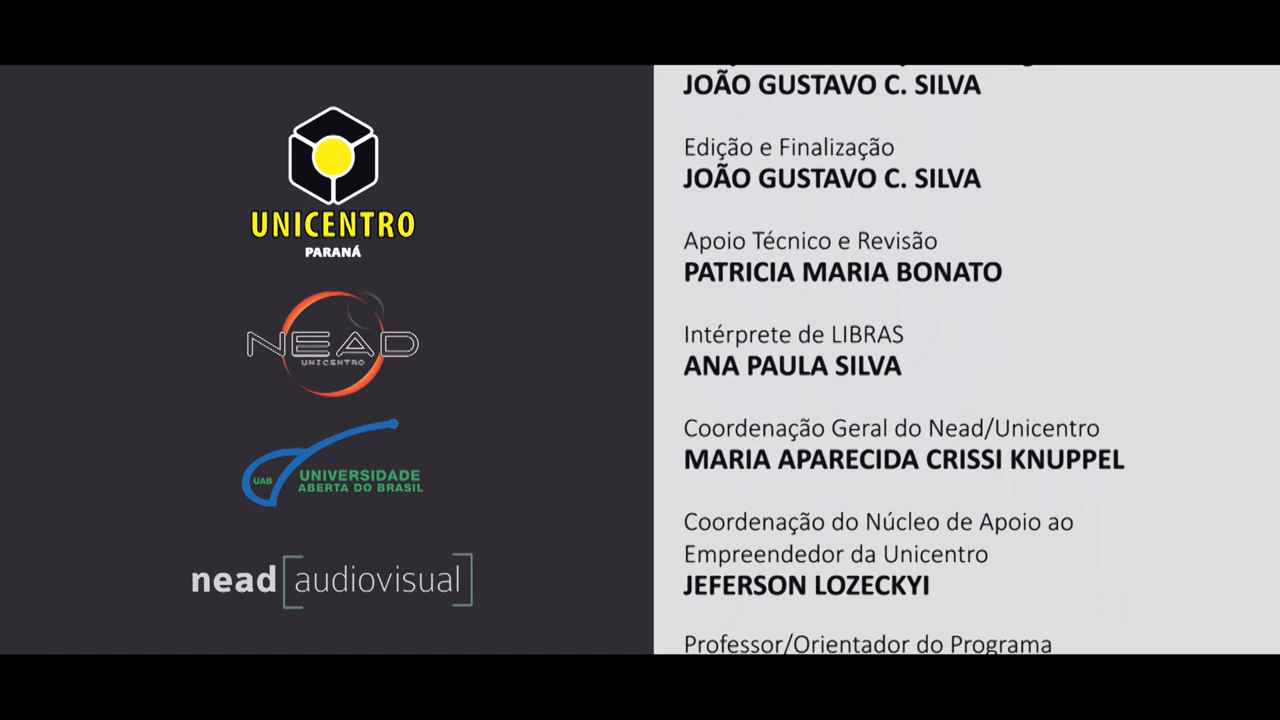 UNICENTRO
PARANÁ
NEAD
UNICENTRO
UAB
UNIVERSIDADE
ABERTA DO BRASIL
nead [audiovisual]
JOÃO GUSTAVO C. SILVA
Edição e Finalização
JOÃO GUSTAVO C. SILVA
Apoio Técnico e Revisão
PATRICIA MARIA BONATO
Intérprete de LIBRAS
ANA PAULA SILVA
Coordenação Geral do Nead/Unicentro
MARIA APARECIDA CRISSI KNUPPEL
Coordenação do Núcleo de Apoio ao
Empreendedor da Unicentro
JEFERSON LOZECKYI
Professor/Orientador do Programa